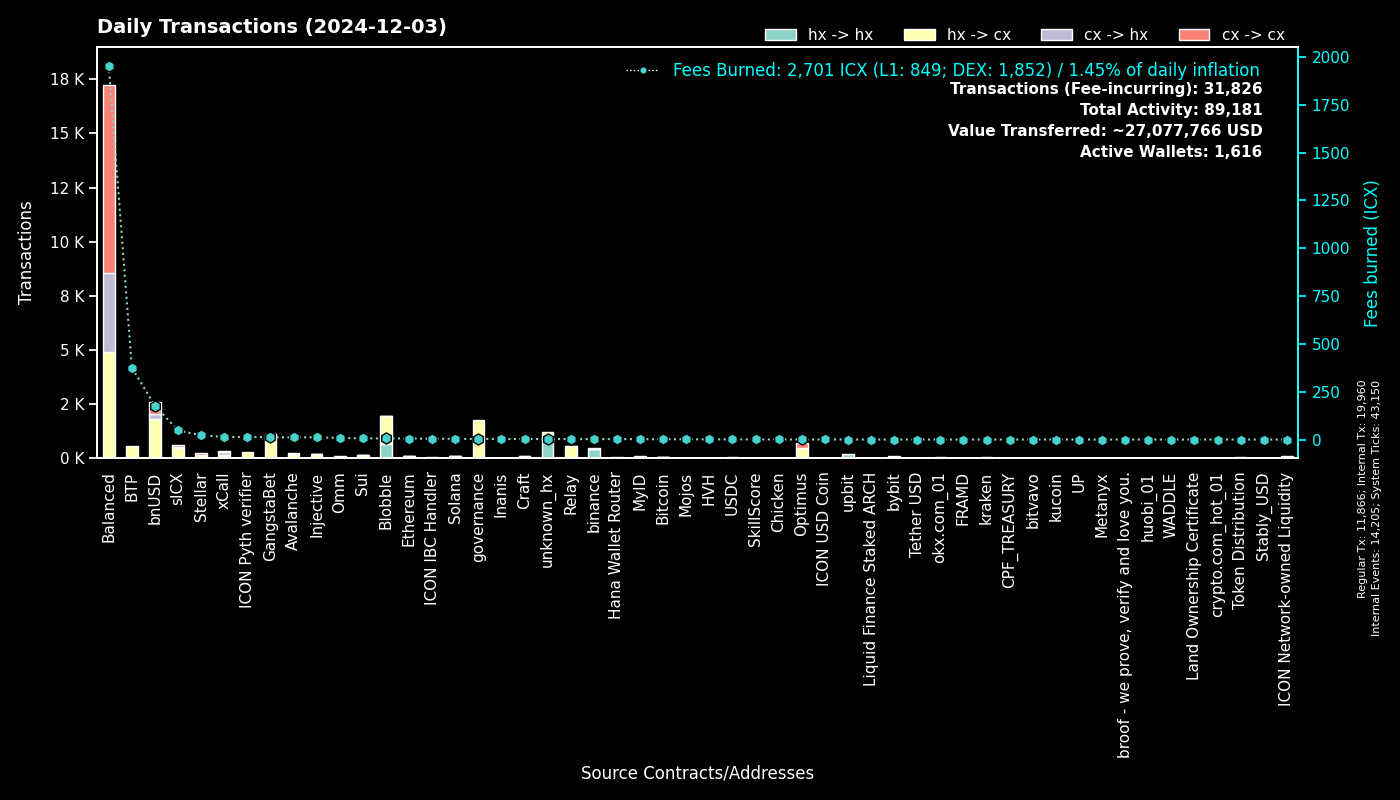 Daily Transactions (2024-12-03)
hx -> hx
hx -> cx
cx -> hx
cx -> cx
Fees Burned: 2,701 ICX (L1: 849; DEX: 1,852) / 1.45% of daily inflation
Transactions (Fee-incurring): 31,826
Total Activity: 89,181
Value Transferred: ~27,077,766 USD
Active Wallets: 1,616
Transactions
18 K
15 K
12 K
10 K
8 K
5 K
2 K
0 K
2000
1750
1500
1250
1000
750
500
250
0
Fees burned (ICX)
Regular Tx: 11,866; Internal Tx: 19,960
Internal Events: 14,205; System Ticks: 43,150
Balanced
BTP
bnUSD
sICX
Stellar
xCall
ICON Pyth verifier
GangstaBet
Avalanche
Injective
Omm
Sui
Blobble
Ethereum
ICON IBC Handler
Solana
governance
Inanis
Craft
unknown_hx
Relay
binance
Hana Wallet Router
MyID
Bitcoin
Mojos
HVH
USDC
SkillScore
Chicken
Optimus
ICON USD Coin
upbit
Liquid Finance Staked ARCH
bybit
Tether USD
okx.com_01
FRAMD
kraken
CPF_TREASURY
bitvavo
kucoin
UP
Metanyx
broof - we prove, verify and love you.
huobi_01
WADDLE
Land Ownership Certificate
crypto.com_hot_01
Token Distribution
Stably_USD
ICON Network-owned Liquidity
Source Contracts/Addresses